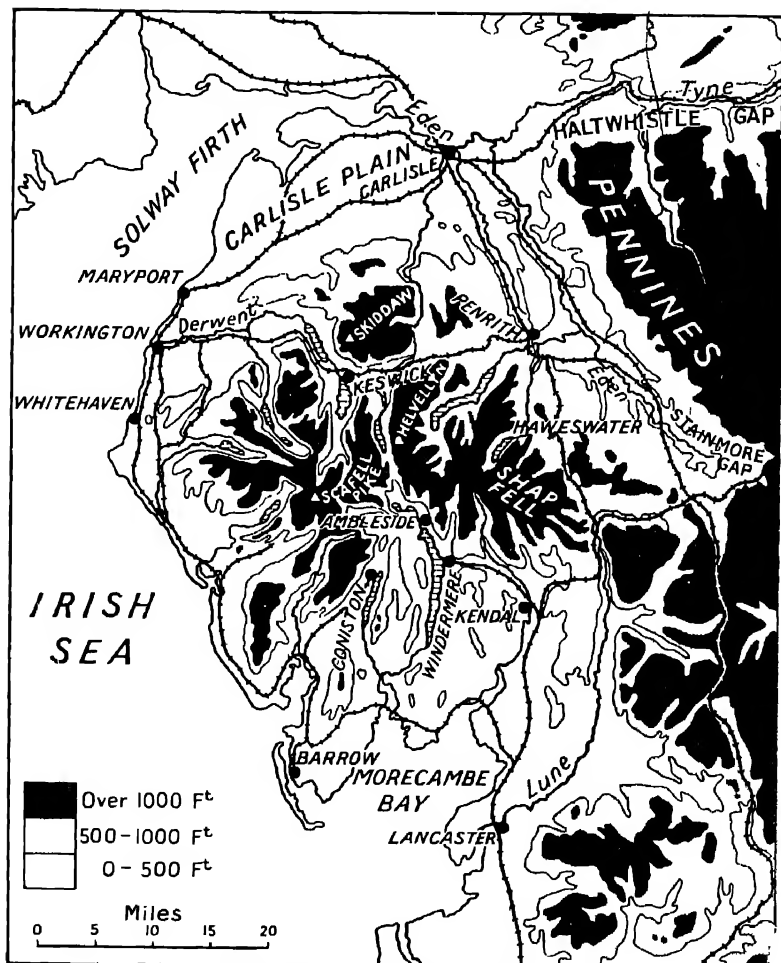 Tyne
Eden
HALTWHISTLE GAP
SOLWAY FIRTH
CARLISLE PLAIN
CARLISLE
PENNINES
MARYPORT
SKIDDAW
PENRITH
Derwent
WORKINGTON
KESWICK
Eden
WHITEHAVEN
HELVELLYN
HAWESWATER
STAINMORE
GAP
SCAFELL
PIKE
SHAP
FELL
AMBLESIDE
IRISH
SEA
CONISTON
WINDERMERE
KENDAL
BARROW
MORECAMBE
BAY
Lune
LANCASTER
Over 1000 Ft
500-1000 Ft
0-500 Ft
Miles
0 10 20